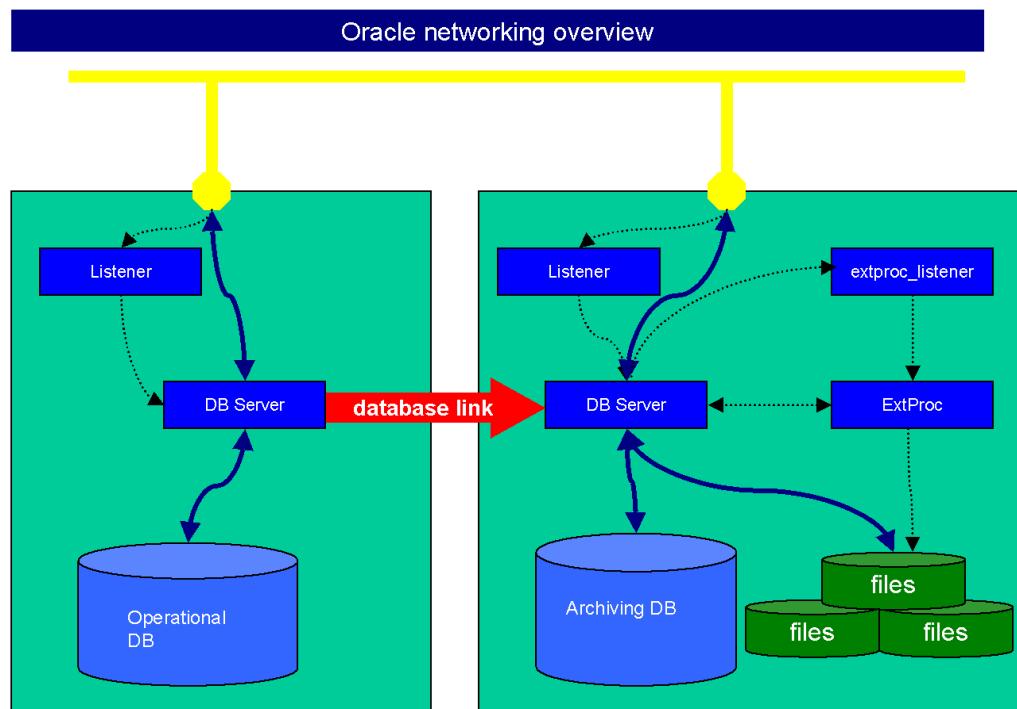 Oracle networking overview
Listener
Listener
extproc_listener
DB Server
database link
DB Server
ExtProc
Operational
DB
Archiving DB
files
files
files